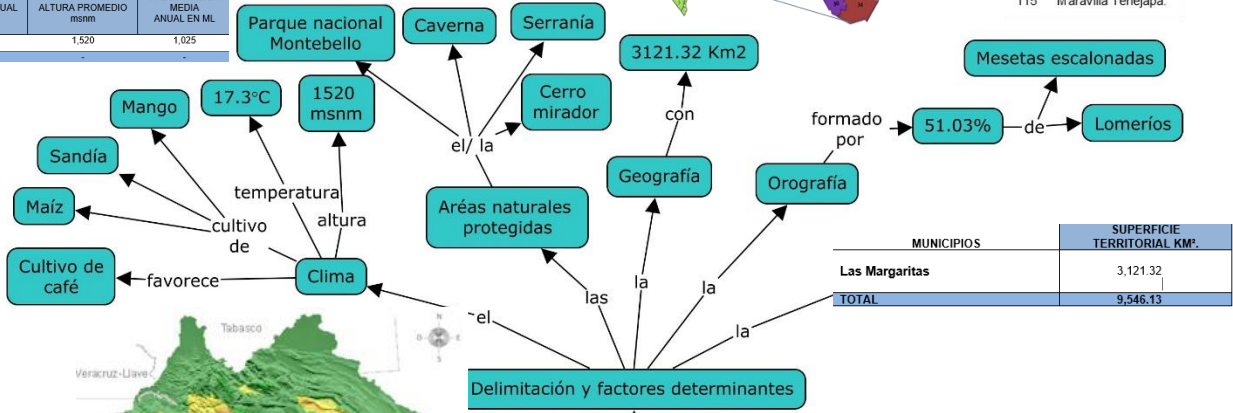 UAL
ALTURA PROMEDIO
msnm
MEDIA
ANUAL EN ML
1,520
1,025
-
-
115 Maravilla Tenejapa.
Parque nacional
Montebello
Caverna
Serranía
3121.32 Km2
Mesetas escalonadas
Mango
17.3°C
1520
msnm
Cerro
mirador
con
formado
por
51.03%
de
Lomeríos
Sandía
el/ la
Geografía
Orografía
temperatura
Maíz
cultivo
de
altura
Aréas naturales
protegidas
Cultivo de
café
favorece
Clima
las
la
la
la
el
MUNICIPIOS
SUPERFICIE
TERRITORIAL KM².
Las Margaritas
3,121.32
TOTAL
9,546.13
Tabasco
N
O
E
S
Veracruz-Llave
Delimitación y factores determinantes